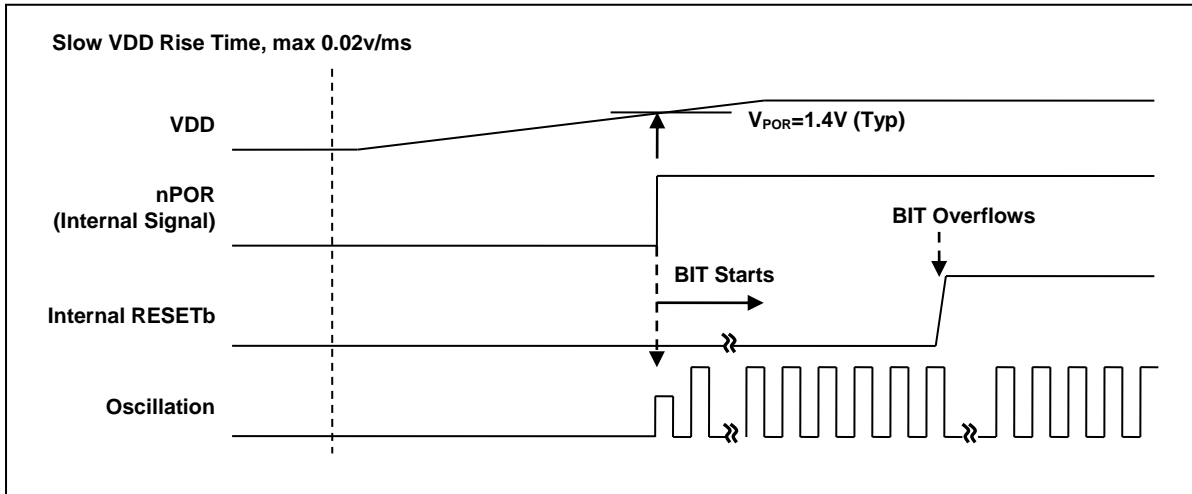 Slow VDD Rise Time, max 0.02v/ms
VDD
VPOR=1.4V (Typ)
nPOR
(Internal Signal)
BIT Overflows
BIT Starts
Internal RESETb
Oscillation